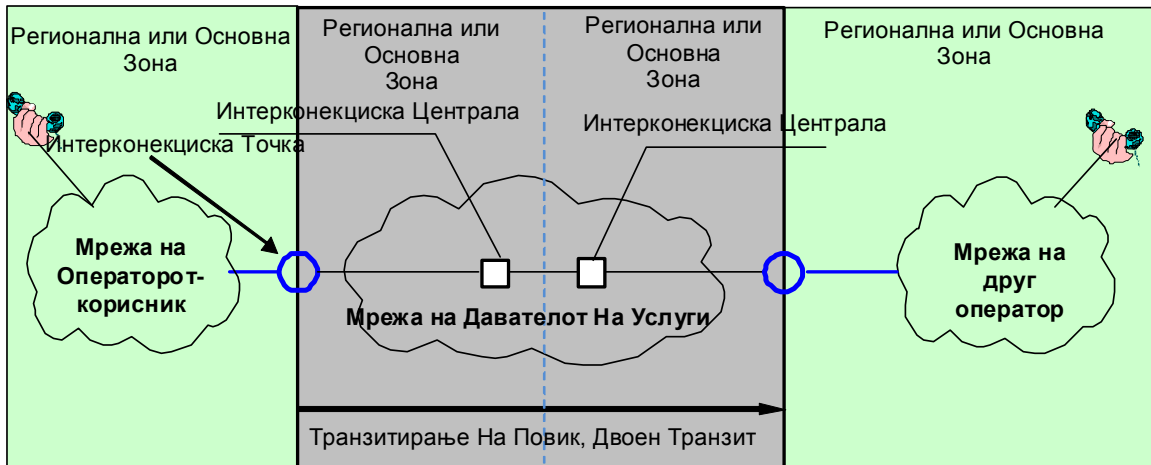 Регионална или Основна
Зона
Регионална или
Основна
Зона
Регионална или
Основна
Зона
Регионална или Основна
Зона
Интерконекциска Централа
Интерконекциска Централа
Интерконекциска Точка
Мрежа на
Операторот-
корисник
Мрежа на Давателот На Услуги
Мрежа на
друг
оператор
Транзитирање На Повик, Двоен Транзит